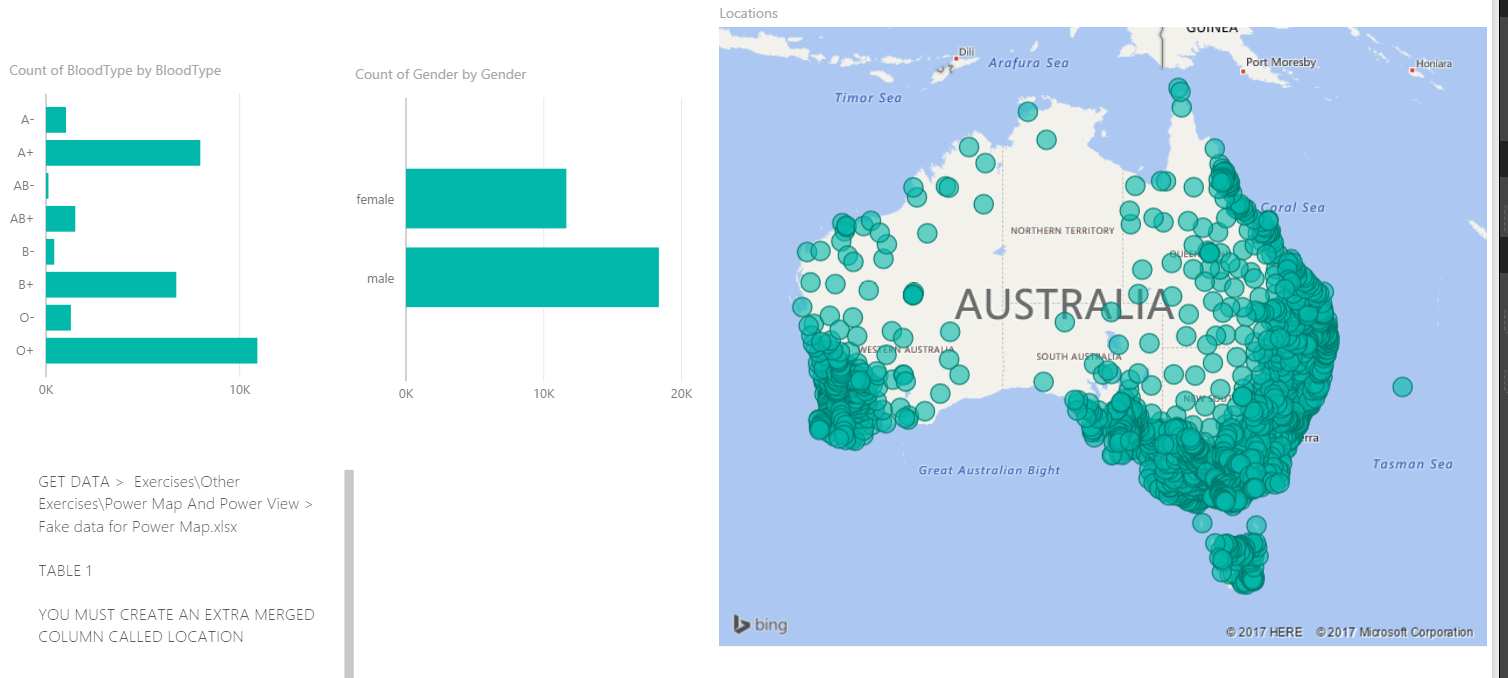 Count of BloodType by BloodType
A-
A+
AB-
AB+
B-
B+
O-
O+
0K
10K
Count of Gender by Gender
female
male
0K
10K
20K
GET DATA > Exercises\Other
Exercises\Power Map And Power View >
Fake data for Power Map.xlsx
TABLE 1
YOU MUST CREATE AN EXTRA MERGED
COLUMN CALLED LOCATION
Locations
GUINEA
Dili
Arafura Sea
Port Moresby
Honiara
Timor Sea
Coral Sea
NORTHERN TERRITORY
AUSTRALIA
WESTERN AUSTRALIA
SOUTH AUSTRALIA
NEW SOU
erra
Great Australian Bight
Tasman Sea
bing
© 2017 HERE © 2017 Microsoft Corporation